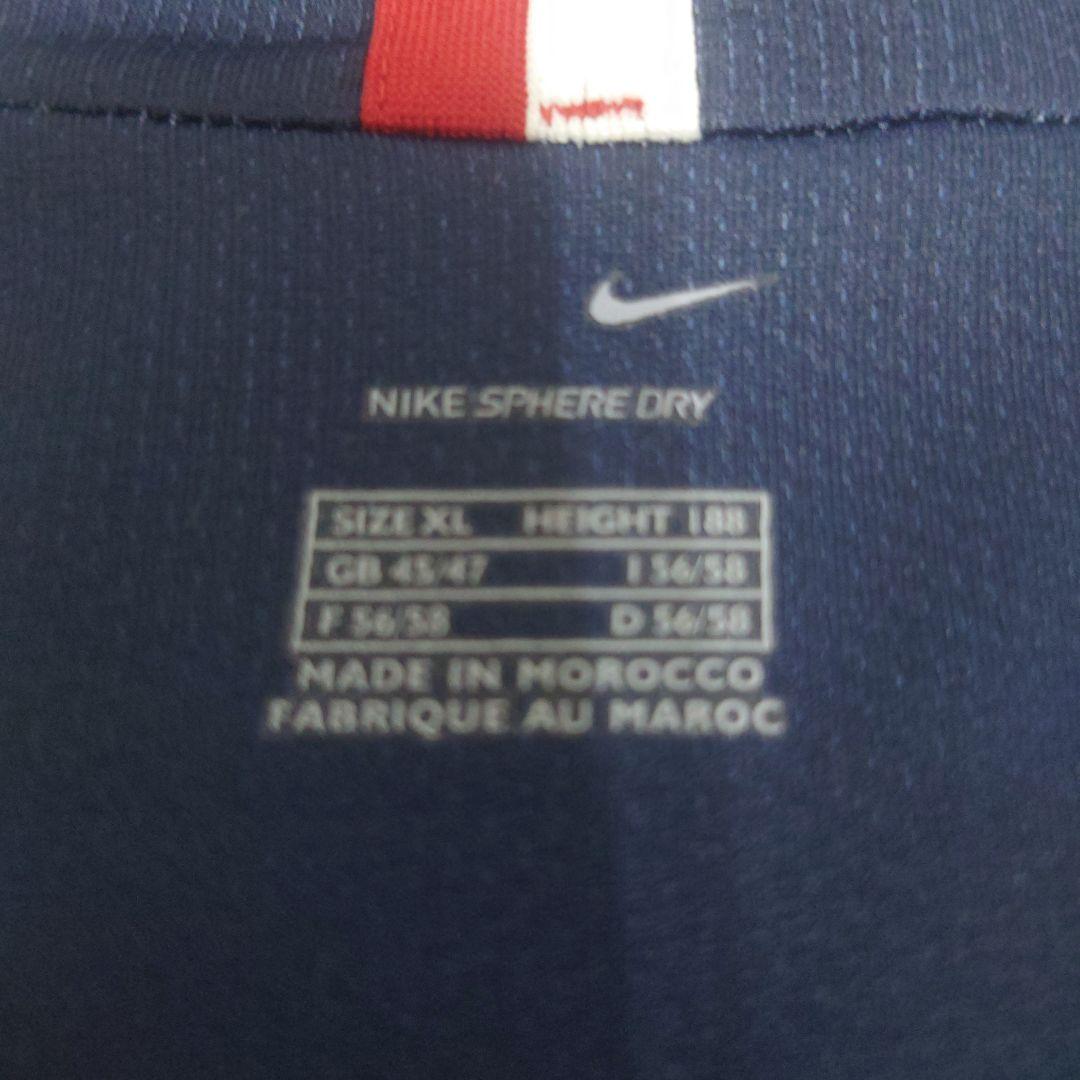 NIKE SPHERE DRY
SIZE XL HEIGHT 188
GB 45/47 I 56/58
F 56/58 D 56/58
MADE IN MOROCCO
FABRIQUE AU MAROC